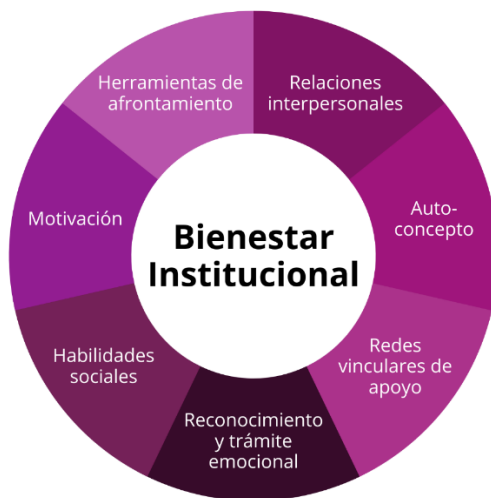 Herramientas de
afrontamiento
Relaciones
interpersonales
Auto-
concepto
Redes
vinculares de
apoyo
Reconocimiento
y trámite
emocional
Habilidades
sociales
Motivación
Bienestar
Institucional